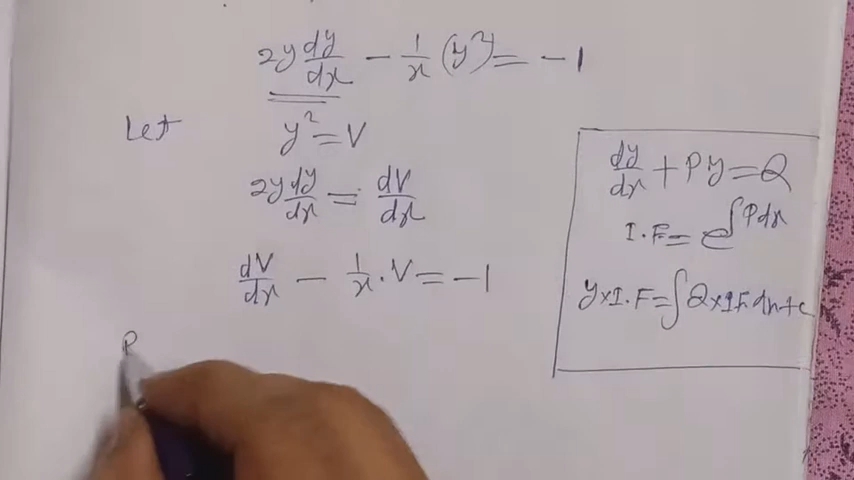 2y dy/dx - 1/x (y²) = -1
Let y² = V
2y dy/dx = dV/dx
dV/dx - 1/x . V = -1
P
dy/dx + Py = Q
I.F = e^∫Pdx
y×I.F = ∫Q×I.F.dx+c